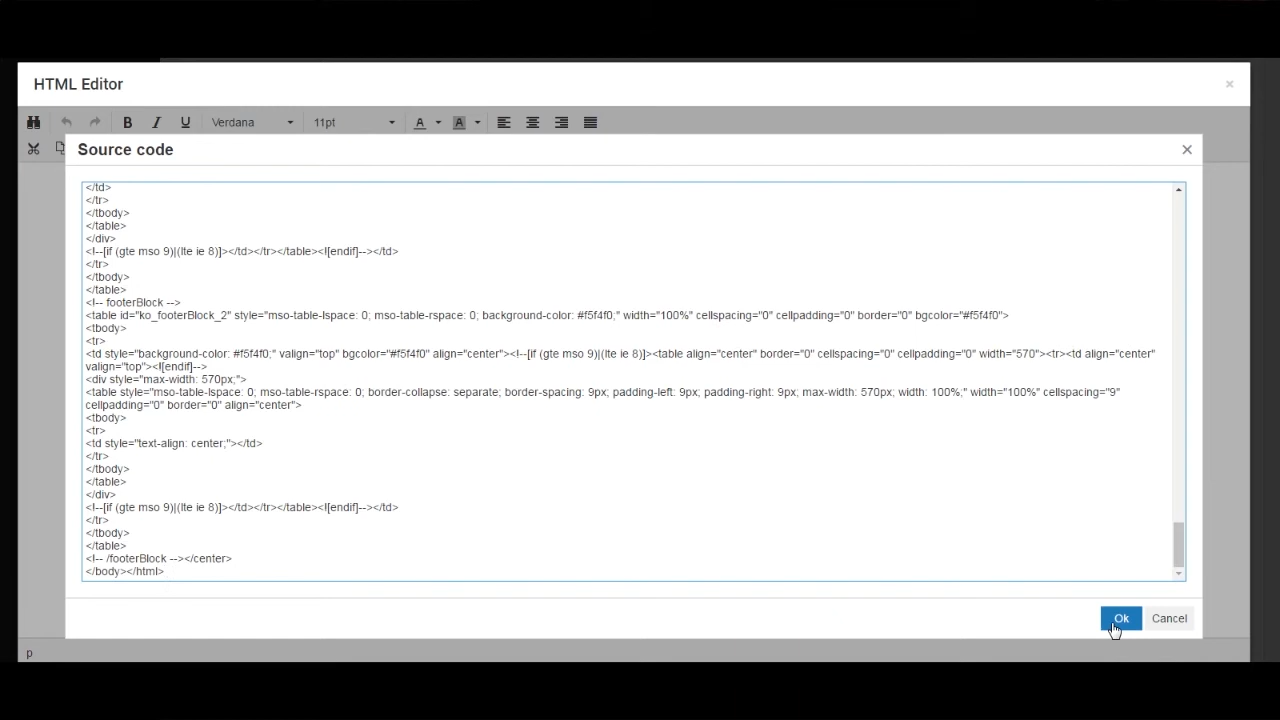 HTML Editor
×
B I U Verdana 11pt A A
Source code
×
</td>
</tr>
</tbody>
</table>
</div>
<!--[if (gte mso 9)|(lte ie 8)]></td></tr></table><![endif]--></td>
</tr>
</tbody>
</table>
<!-- footerBlock -->
<table id="ko_footerBlock_2" style="mso-table-lspace: 0; mso-table-rspace: 0; background-color: #f5f4f0;" width="100%" cellspacing="0" cellpadding="0" border="0" bgcolor="#f5f4f0">
<tbody>
<tr>
<td style="background-color: #f5f4f0;" valign="top" bgcolor="#f5f4f0" align="center"><!--[if (gte mso 9)|(lte ie 8)]><table align="center" border="0" cellspacing="0" cellpadding="0" width="570"><tr><td align="center"
valign="top"><![endif]-->
<div style="max-width: 570px;">
<table style="mso-table-lspace: 0; mso-table-rspace: 0; border-collapse: separate; border-spacing: 9px; padding-left: 9px; padding-right: 9px; max-width: 570px; width: 100%;" width="100%" cellspacing="9"
cellpadding="0" border="0" align="center">
<tbody>
<tr>
<td style="text-align: center;"></td>
</tr>
</tbody>
</table>
</div>
<!--[if (gte mso 9)|(lte ie 8)]></td></tr></table><![endif]--></td>
</tr>
</tbody>
</table>
<!-- /footerBlock --></center>
</body></html>
Ok Cancel
p